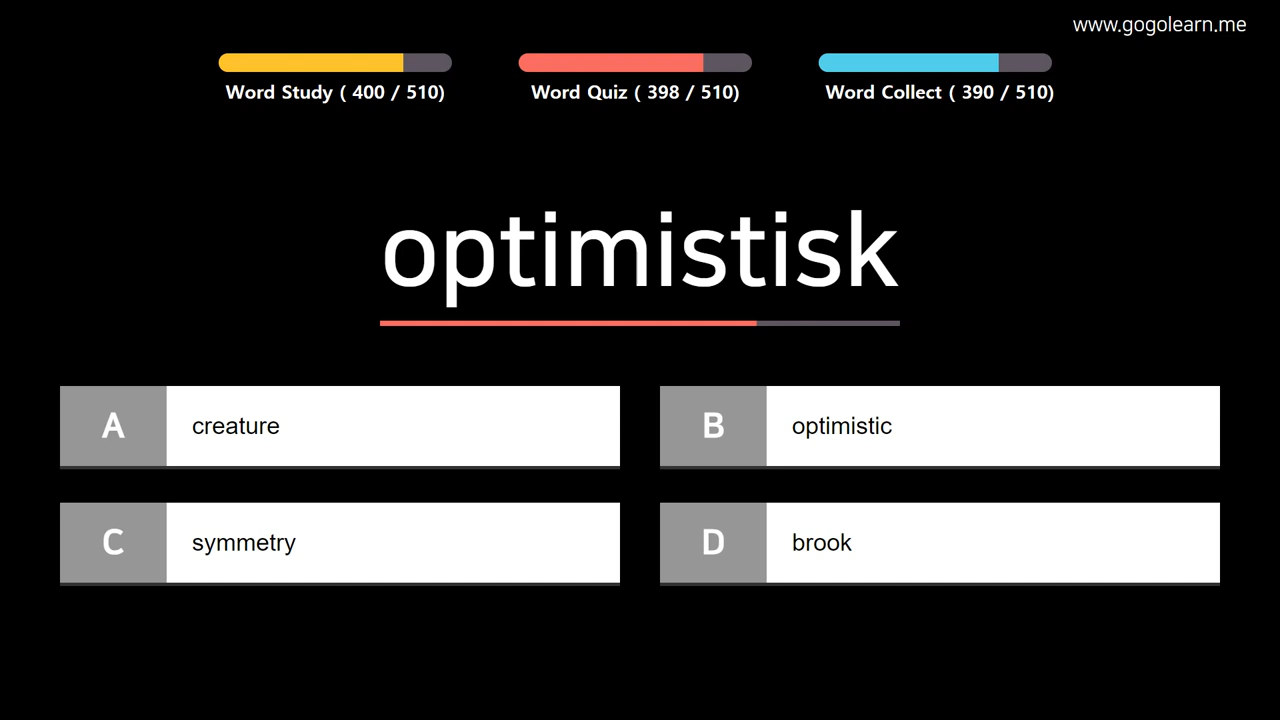 www.gogolearn.me
Word Study ( 400 / 510)
Word Quiz ( 398 / 510)
Word Collect ( 390 / 510)
optimistisk
A creature
B optimistic
C symmetry
D brook